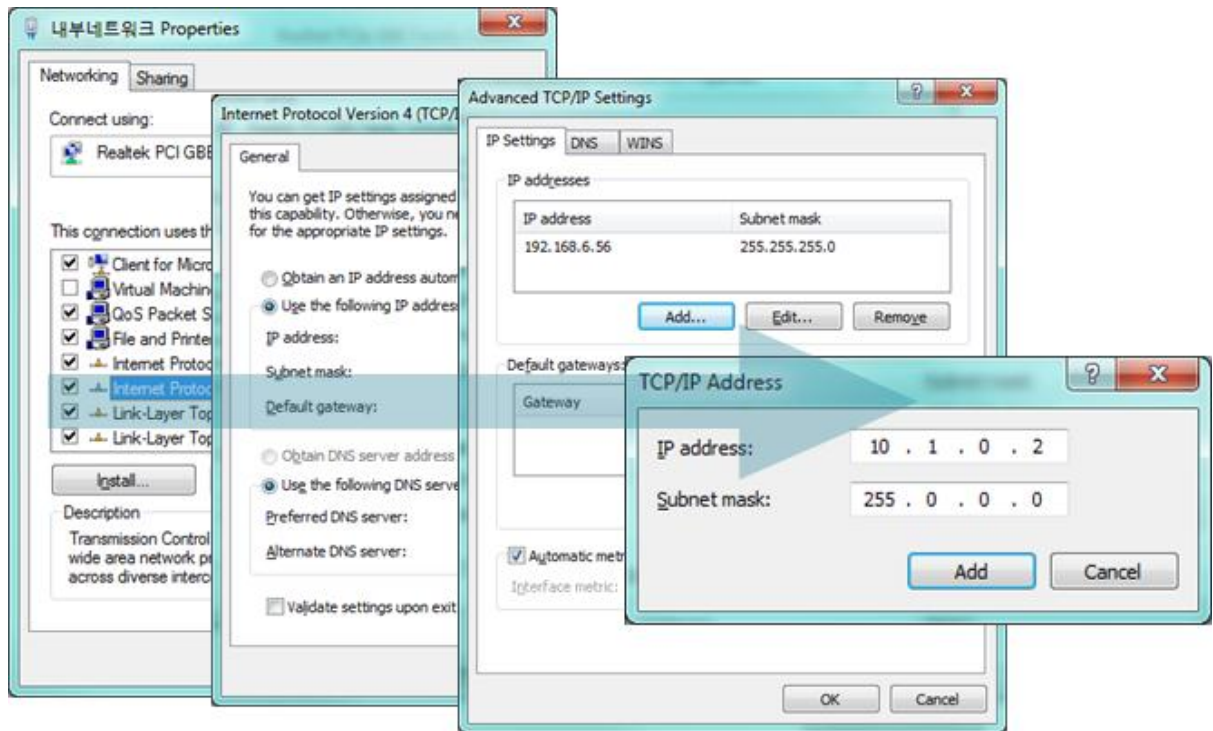 내부네트워크 Properties
Networking
Sharing
Connect using:
Realtek PCI GBE
This connection uses th
Client for Micro
Virtual Machin
QoS Packet S
File and Printe
Internet Protoc
Internet Protoc
Link-Layer Top
Link-Layer Top
Install...
Description
Transmission Control
wide area network pr
across diverse interc
Internet Protocol Version 4 (TCP/I
General
You can get IP settings assigned
this capability. Otherwise, you ne
for the appropriate IP settings.
Obtain an IP address autom
Use the following IP address
IP address:
Subnet mask:
Default gateway:
Obtain DNS server address
Use the following DNS serve
Preferred DNS server:
Alternate DNS server:
Validate settings upon exit
Advanced TCP/IP Settings
IP Settings
DNS
WINS
IP addresses
IP address Subnet mask
192.168.6.56 255.255.255.0
Add... Edit... Remove
Default gateways:
Gateway
Automatic metr
Interface metric:
OK Cancel
TCP/IP Address
IP address: 10 . 1 . 0 . 2
Subnet mask: 255 . 0 . 0 . 0
Add Cancel